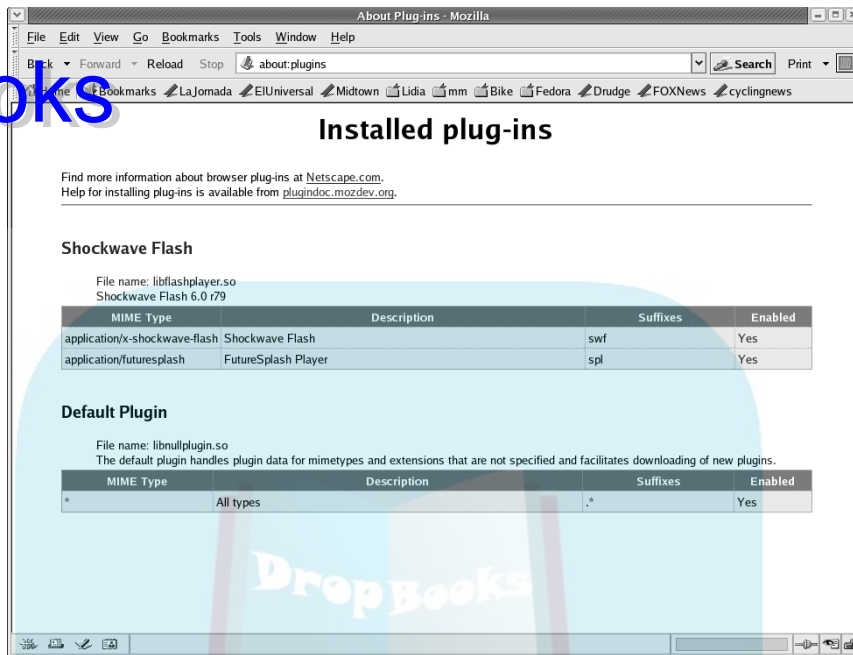 About Plug-ins - Mozilla
File Edit View Go Bookmarks Tools Window Help
Back Forward Reload Stop about:plugins Search Print
Home Bookmarks LaJornada ElUniversal Midtown Lidia mm Bike Fedora Drudge FOXNews cyclingnews
oks
Installed plug-ins
Find more information about browser plug-ins at Netscape.com.
Help for installing plug-ins is available from plugindoc.mozdev.org.
Shockwave Flash
File name: libflashplayer.so
Shockwave Flash 6.0 r79
MIME Type Description Suffixes Enabled
application/x-shockwave-flash Shockwave Flash swf Yes
application/futuresplash FutureSplash Player spl Yes
Default Plugin
File name: libnullplugin.so
The default plugin handles plugin data for mimetypes and extensions that are not specified and facilitates downloading of new plugins.
MIME Type Description Suffixes Enabled
* All types .* Yes
DropBooks